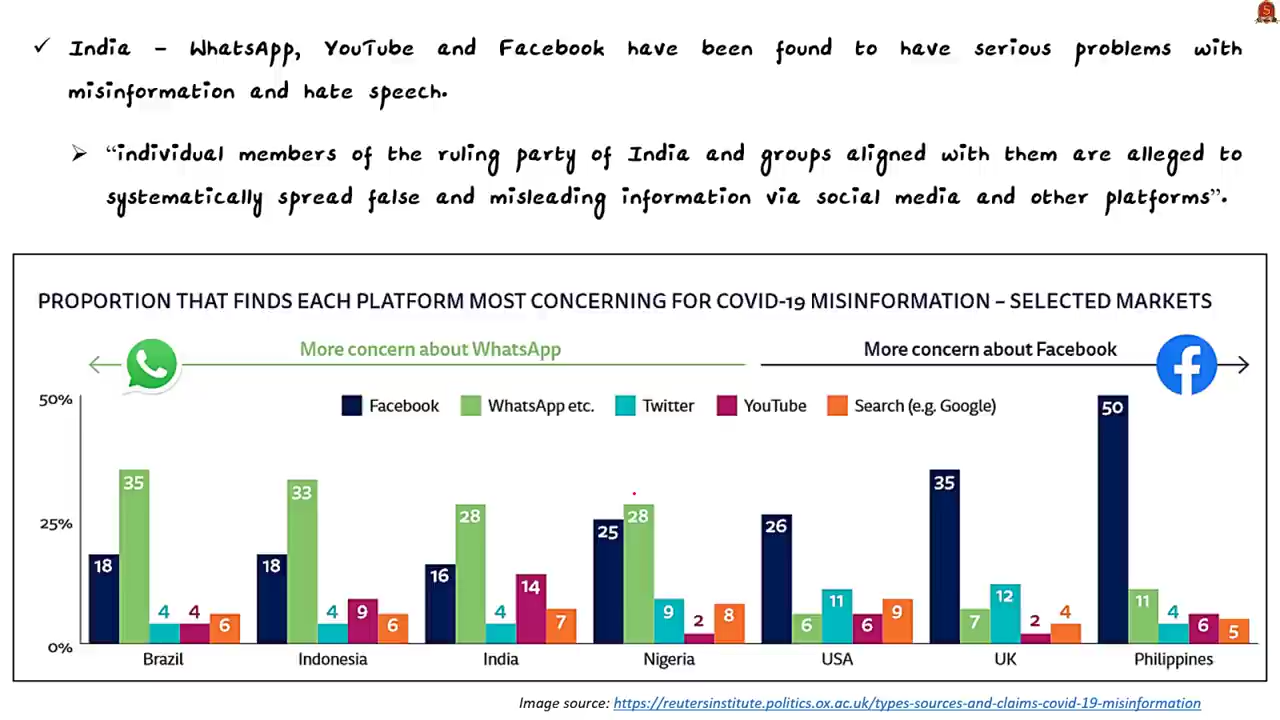 ✓ India – WhatsApp, YouTube and Facebook have been found to have serious problems with
misinformation and hate speech.
➢ “individual members of the ruling party of India and groups aligned with them are alleged to
systematically spread false and misleading information via social media and other platforms”.
PROPORTION THAT FINDS EACH PLATFORM MOST CONCERNING FOR COVID-19 MISINFORMATION – SELECTED MARKETS
More concern about WhatsApp
More concern about Facebook
Facebook WhatsApp etc. Twitter YouTube Search (e.g. Google)
50%
25%
0%
18 35 4 4 6
18 33 4 9 6
16 28 4 14 7
25 28 9 2 8
26 6 11 6 9
35 7 12 2 4
50 11 4 6 5
Brazil Indonesia India Nigeria USA UK Philippines
Image source: https://reutersinstitute.politics.ox.ac.uk/types-sources-and-claims-covid-19-misinformation